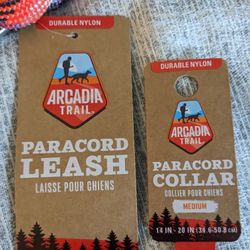 DURABLE NYLON
ARCADIA
TRAIL
PARACORD
LEASH
LAISSE POUR CHIENS
DURABLE NYLON
ARCADIA
TRAIL
PARACORD
COLLAR
COLLIER POUR CHIENS
MEDIUM
14 IN - 20 IN (34.6-50.8 cm)